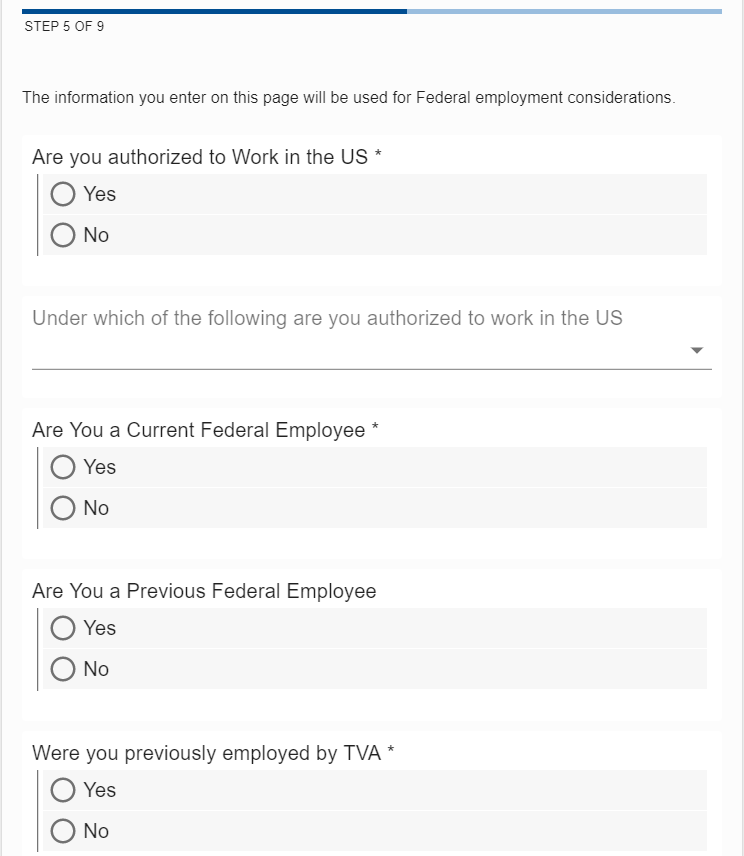 STEP 5 OF 9
The information you enter on this page will be used for Federal employment considerations.
Are you authorized to Work in the US *
Yes
No
Under which of the following are you authorized to work in the US
Are You a Current Federal Employee *
Yes
No
Are You a Previous Federal Employee
Yes
No
Were you previously employed by TVA *
Yes
No